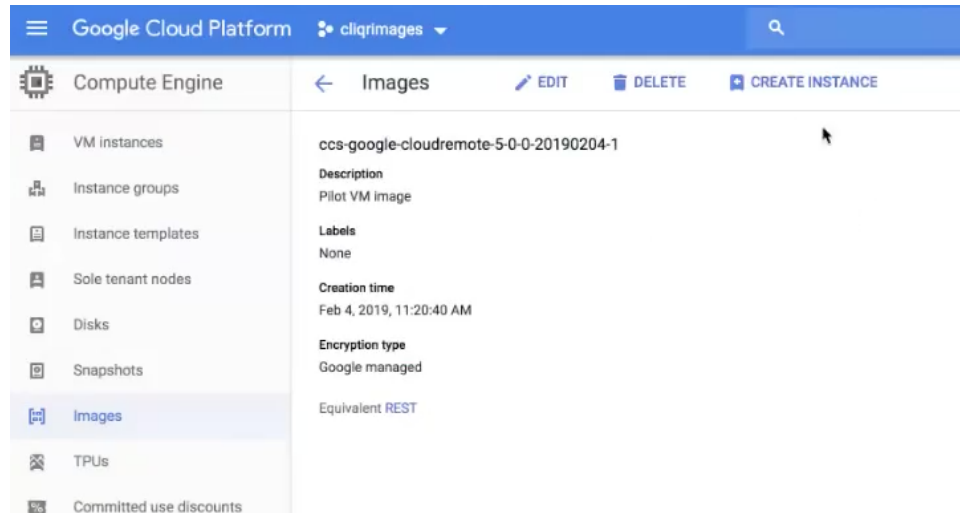 Google Cloud Platform
cliqrimages
Compute Engine
Images
EDIT
DELETE
CREATE INSTANCE
VM instances
Instance groups
Instance templates
Sole tenant nodes
Disks
Snapshots
Images
TPUs
Committed use discounts
ccs-google-cloudremote-5-0-0-20190204-1
Description
Pilot VM image
Labels
None
Creation time
Feb 4, 2019, 11:20:40 AM
Encryption type
Google managed
Equivalent REST